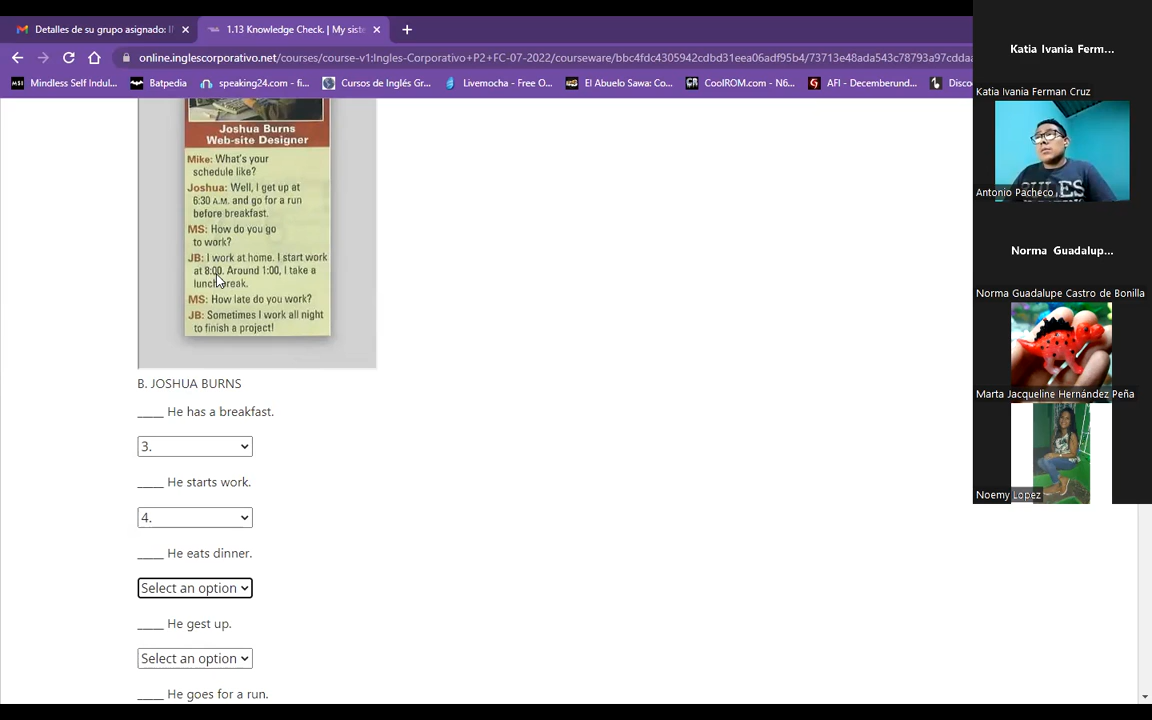 Detalles de su grupo asignado: II
1.13 Knowledge Check. | My siste
online.inglescorporativo.net/courses/course-v1:Ingles-Corporativo+P2+FC-07-2022/courseware/bbc4fdc4305942cdbd31eea06adf95b4/73713e48ada543c78793a97cddaa
Mindless Self Indul...
Batpedia
speaking24.com - fi...
Cursos de Inglés Gr...
Livemocha - Free O...
El Abuelo Sawa: Co...
CoolROM.com - N6...
AFI - Decemberund...
Disco
Joshua Burns
Web-site Designer
Mike: What's your
schedule like?
Joshua: Well, I get up at
6:30 A.M. and go for a run
before breakfast.
MS: How do you go
to work?
JB: I work at home. I start work
at 8:00. Around 1:00, I take a
lunch break.
MS: How late do you work?
JB: Sometimes I work all night
to finish a project!
B. JOSHUA BURNS
_____ He has a breakfast.
3.
_____ He starts work.
4.
_____ He eats dinner.
Select an option
_____ He gest up.
Select an option
_____ He goes for a run.
Katia Ivania Ferm...
Katia Ivania Ferman Cruz
Antonio Pacheco
Norma Guadalup...
Norma Guadalupe Castro de Bonilla
Marta Jacqueline Hernández Peña
Noemy Lopez